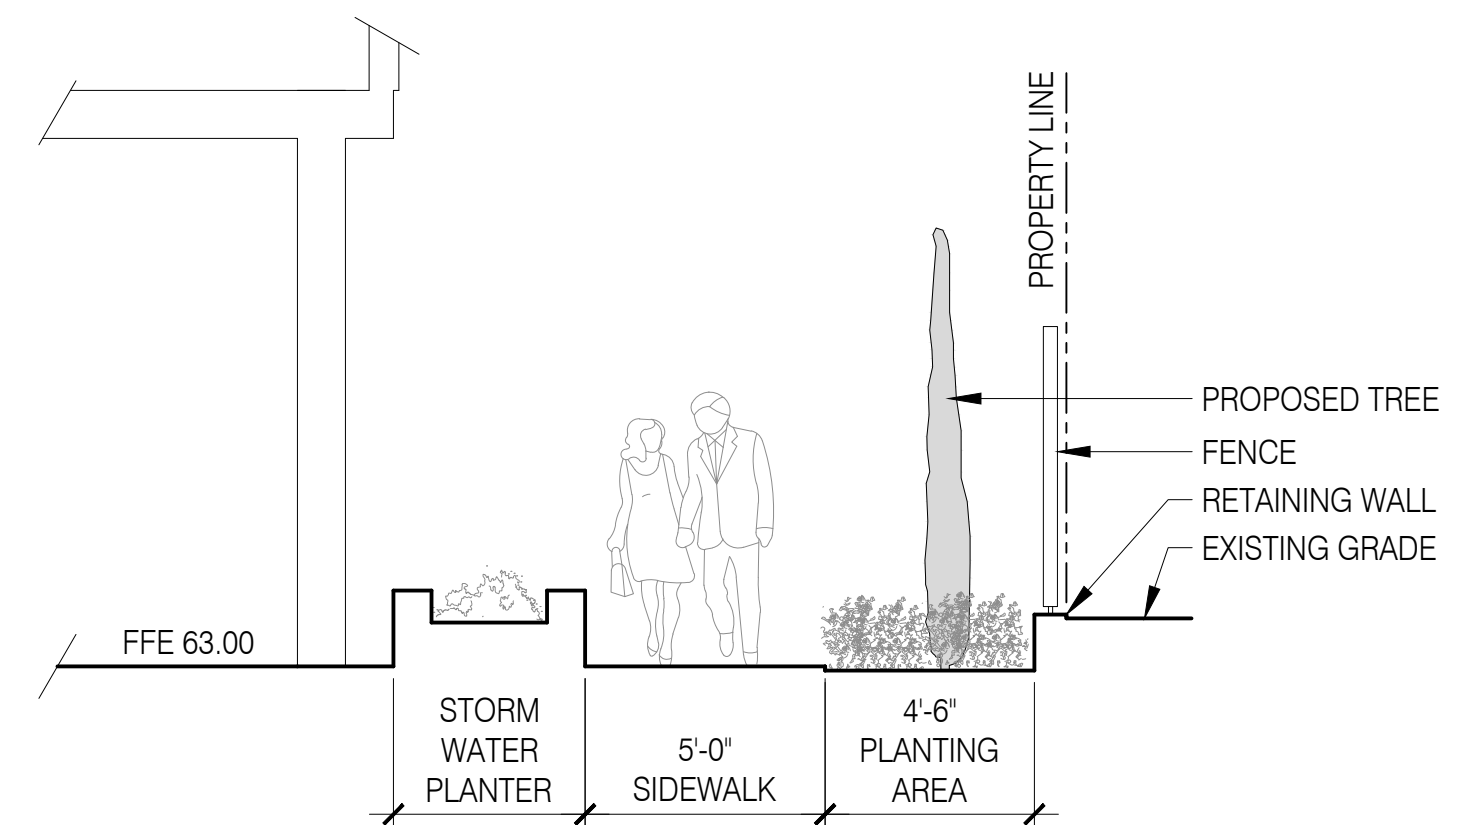 PROPERTY LINE
PROPOSED TREE
FENCE
RETAINING WALL
EXISTING GRADE
FFE 63.00
STORM
WATER
PLANTER
5'-0"
SIDEWALK
4'-6"
PLANTING
AREA